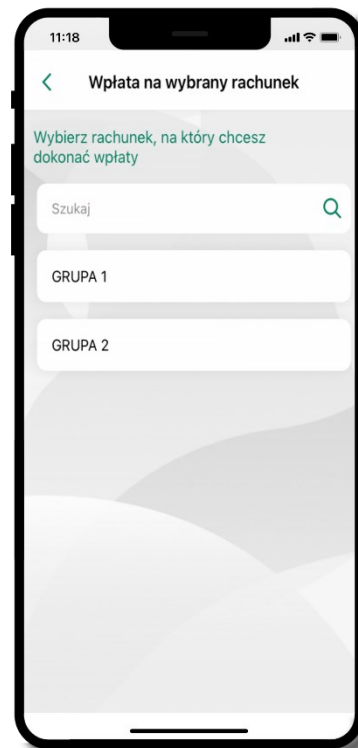 11:18
Wpłata na wybrany rachunek
Wybierz rachunek, na który chcesz
dokonać wpłaty
Szukaj
GRUPA 1
GRUPA 2